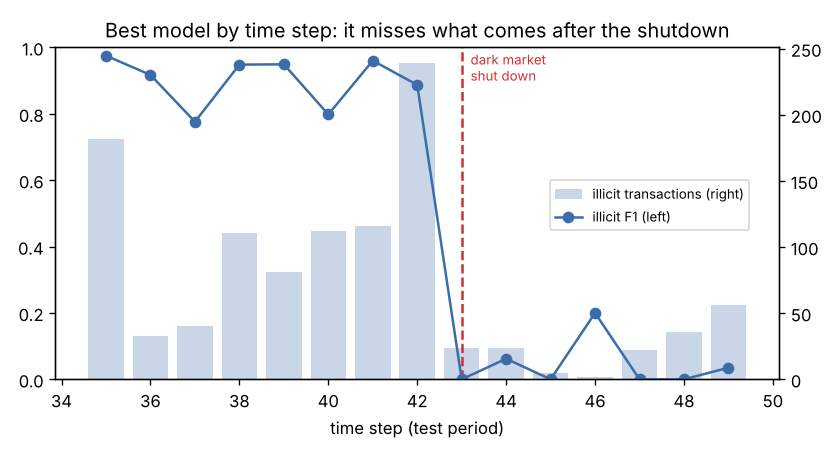 Best model by time step: it misses what comes after the shutdown
1.0
0.8
0.6
0.4
0.2
0.0
250
200
150
100
50
0
dark market
shut down
illicit transactions (right)
illicit F1 (left)
34 36 38 40 42 44 46 48 50
time step (test period)